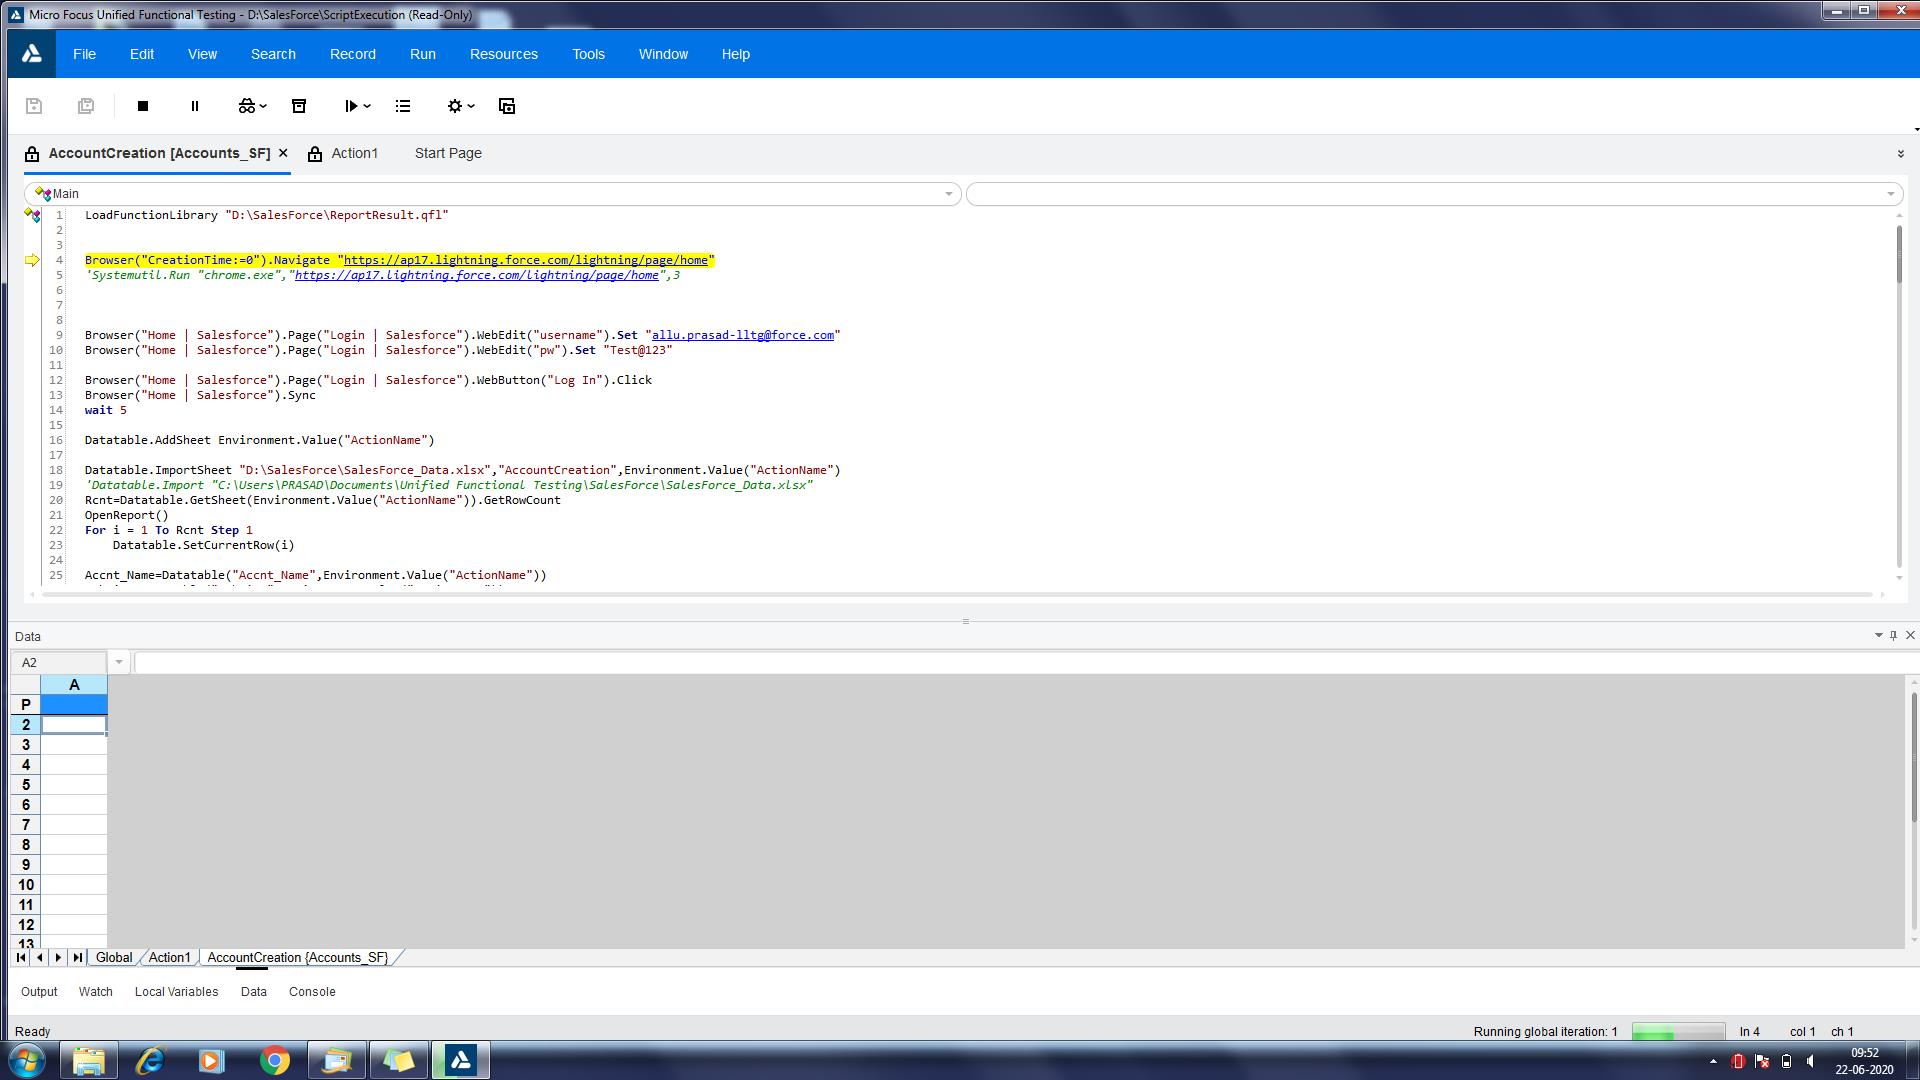 Micro Focus Unified Functional Testing - D:\SalesForce\ScriptExecution (Read-Only)
File Edit View Search Record Run Resources Tools Window Help
AccountCreation [Accounts_SF] Action1 Start Page
Main
1 LoadFunctionLibrary "D:\SalesForce\ReportResult.qfl"
2
3
4 Browser("CreationTime:=0").Navigate "https://ap17.lightning.force.com/lightning/page/home"
5 'Systemutil.Run "chrome.exe","https://ap17.lightning.force.com/lightning/page/home",3
6
7
8
9 Browser("Home | Salesforce").Page("Login | Salesforce").WebEdit("username").Set "allu.prasad-lltg@force.com"
10 Browser("Home | Salesforce").Page("Login | Salesforce").WebEdit("pw").Set "Test@123"
11
12 Browser("Home | Salesforce").Page("Login | Salesforce").WebButton("Log In").Click
13 Browser("Home | Salesforce").Sync
14 wait 5
15
16 Datatable.AddSheet Environment.Value("ActionName")
17
18 Datatable.ImportSheet "D:\SalesForce\SalesForce_Data.xlsx","AccountCreation",Environment.Value("ActionName")
19 'Datatable.Import "C:\Users\PRASAD\Documents\Unified Functional Testing\SalesForce\SalesForce_Data.xlsx"
20 Rcnt=Datatable.GetSheet(Environment.Value("ActionName")).GetRowCount
21 OpenReport()
22 For i = 1 To Rcnt Step 1
23 Datatable.SetCurrentRow(i)
24
25 Accnt_Name=Datatable("Accnt_Name",Environment.Value("ActionName"))
Data
A2
A
P
2
3
4
5
6
7
8
9
10
11
12
13
Global Action1 AccountCreation {Accounts_SF}
Output Watch Local Variables Data Console
Ready Running global iteration: 1 ln 4 col 1 ch 1
09:52
22-06-2020